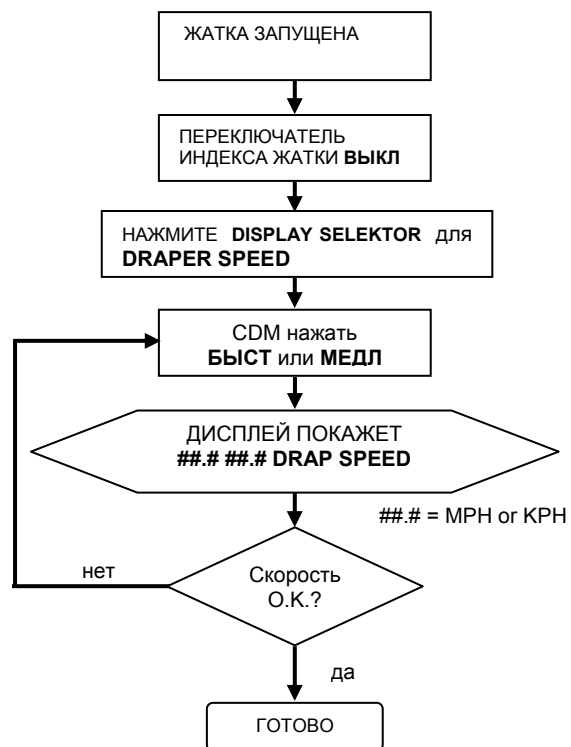 ЖАТКА ЗАПУЩЕНА
ПЕРЕКЛЮЧАТЕЛЬ
ИНДЕКСА ЖАТКИ ВЫКЛ
НАЖМИТЕ DISPLAY SELEKTOR для
DRAPER SPEED
CDM нажать
БЫСТ или МЕДЛ
ДИСПЛЕЙ ПОКАЖЕТ
##.# ##.# DRAP SPEED
##.# = MPH or KPH
нет
Скорость
O.K.?
да
ГОТОВО